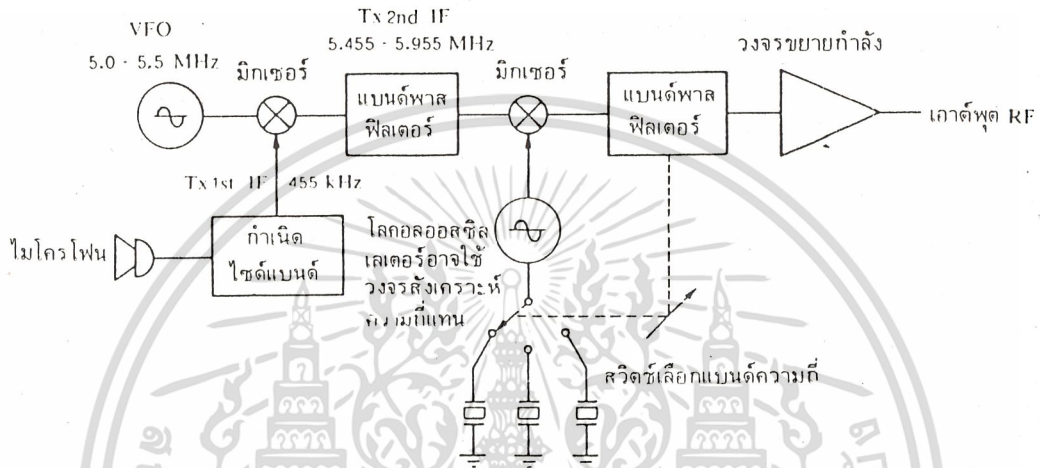 VFO
5.0 - 5.5 MHz
มิกเซอร์
Tx 2nd IF
5.455 - 5.955 MHz
แบนด์พาส
ฟิลเตอร์
มิกเซอร์
แบนด์พาส
ฟิลเตอร์
วงจรขยายกำลัง
เอาต์พุต RF
Tx 1st IF 455 kHz
ไมโครโฟน
กำเนิด
ไซด์แบนด์
โลกอลออสซิล
เลเตอร์อาจใช้
วงจรสังเคราะห์
ความถี่แทน
สวิตช์เลือกแบนด์ความถี่